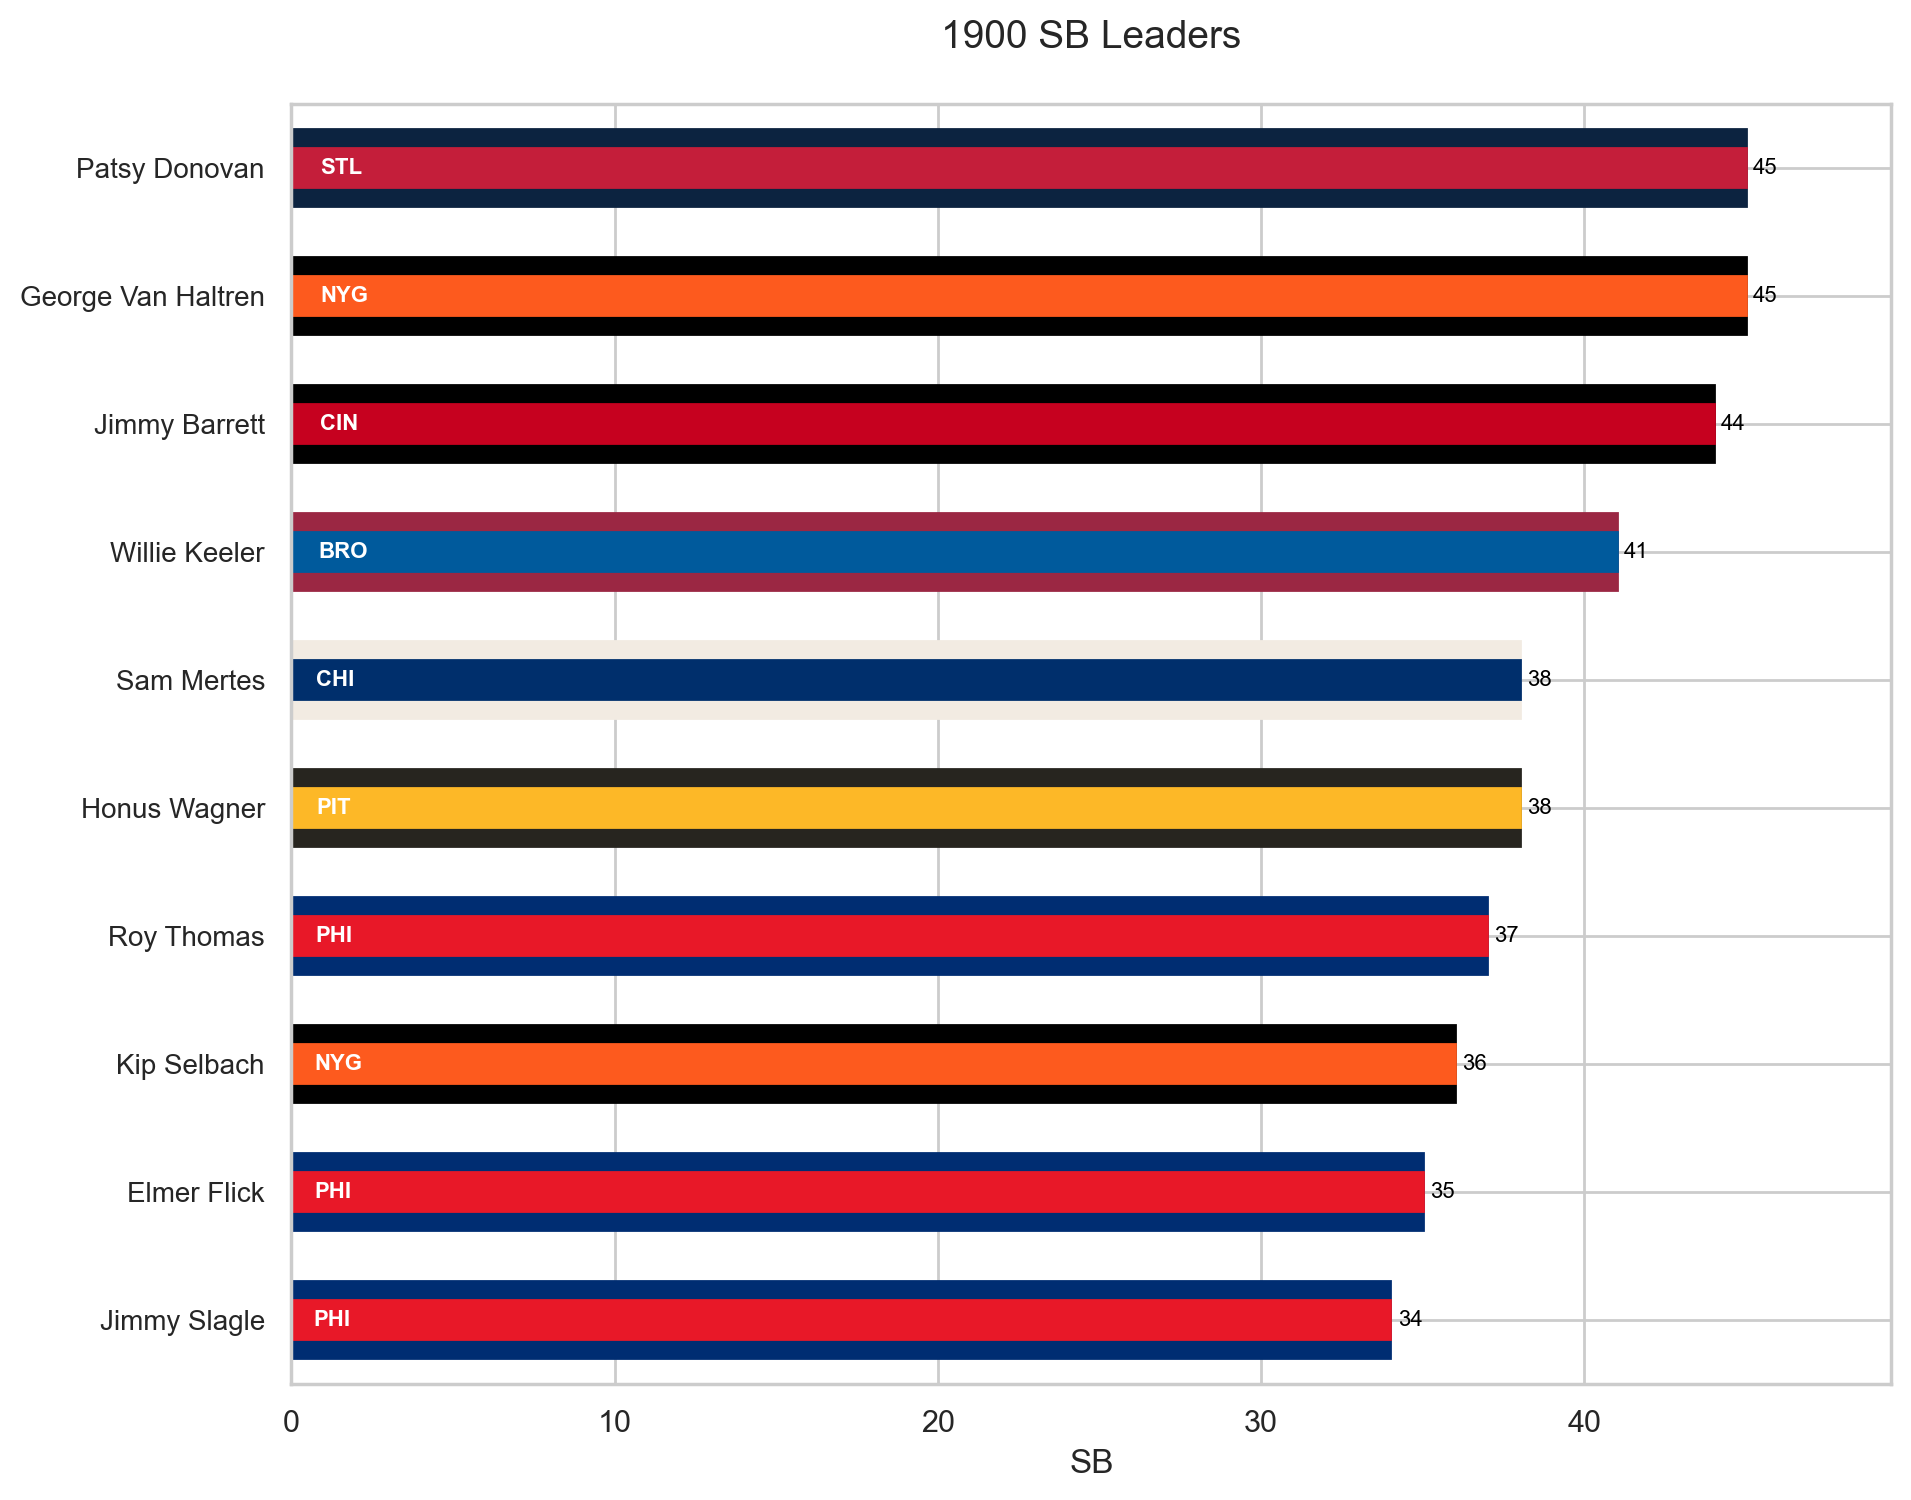 1900 SB Leaders
Patsy Donovan STL 45
George Van Haltren NYG 45
Jimmy Barrett CIN 44
Willie Keeler BRO 41
Sam Mertes CHI 38
Honus Wagner PIT 38
Roy Thomas PHI 37
Kip Selbach NYG 36
Elmer Flick PHI 35
Jimmy Slagle PHI 34
0 10 20 30 40
SB